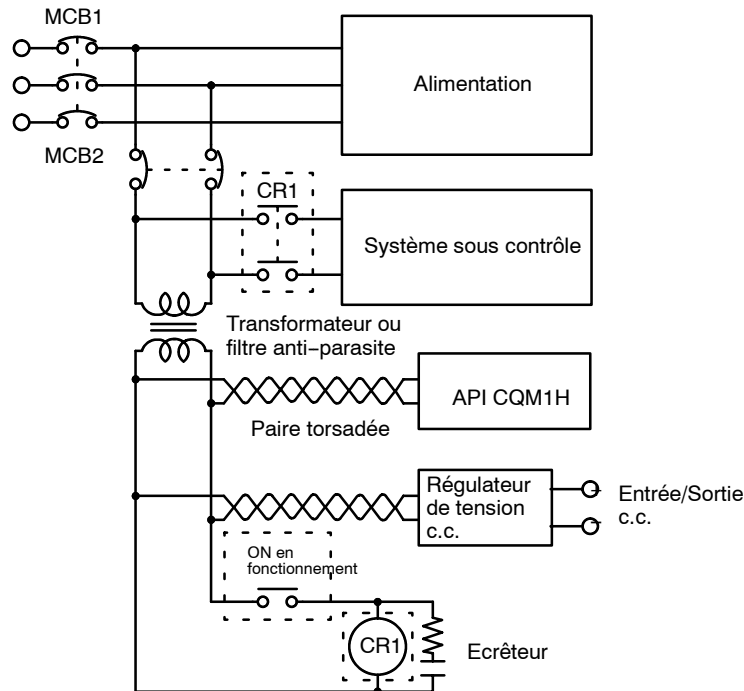 MCB1
Alimentation
MCB2
CR1
Système sous contrôle
Transformateur ou
filtre anti-parasite
API CQM1H
Paire torsadée
Régulateur
de tension
c.c.
Entrée/Sortie
c.c.
ON en
fonctionnement
CR1
Ecrêteur